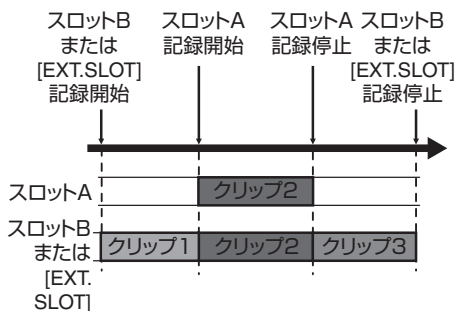 スロットB
または
[EXT.SLOT]
記録開始
スロットA
記録開始
スロットA
記録停止
スロットB
または
[EXT.SLOT]
記録停止
スロットA
クリップ2
スロットB
または
[EXT.
SLOT]
クリップ1
クリップ2
クリップ3